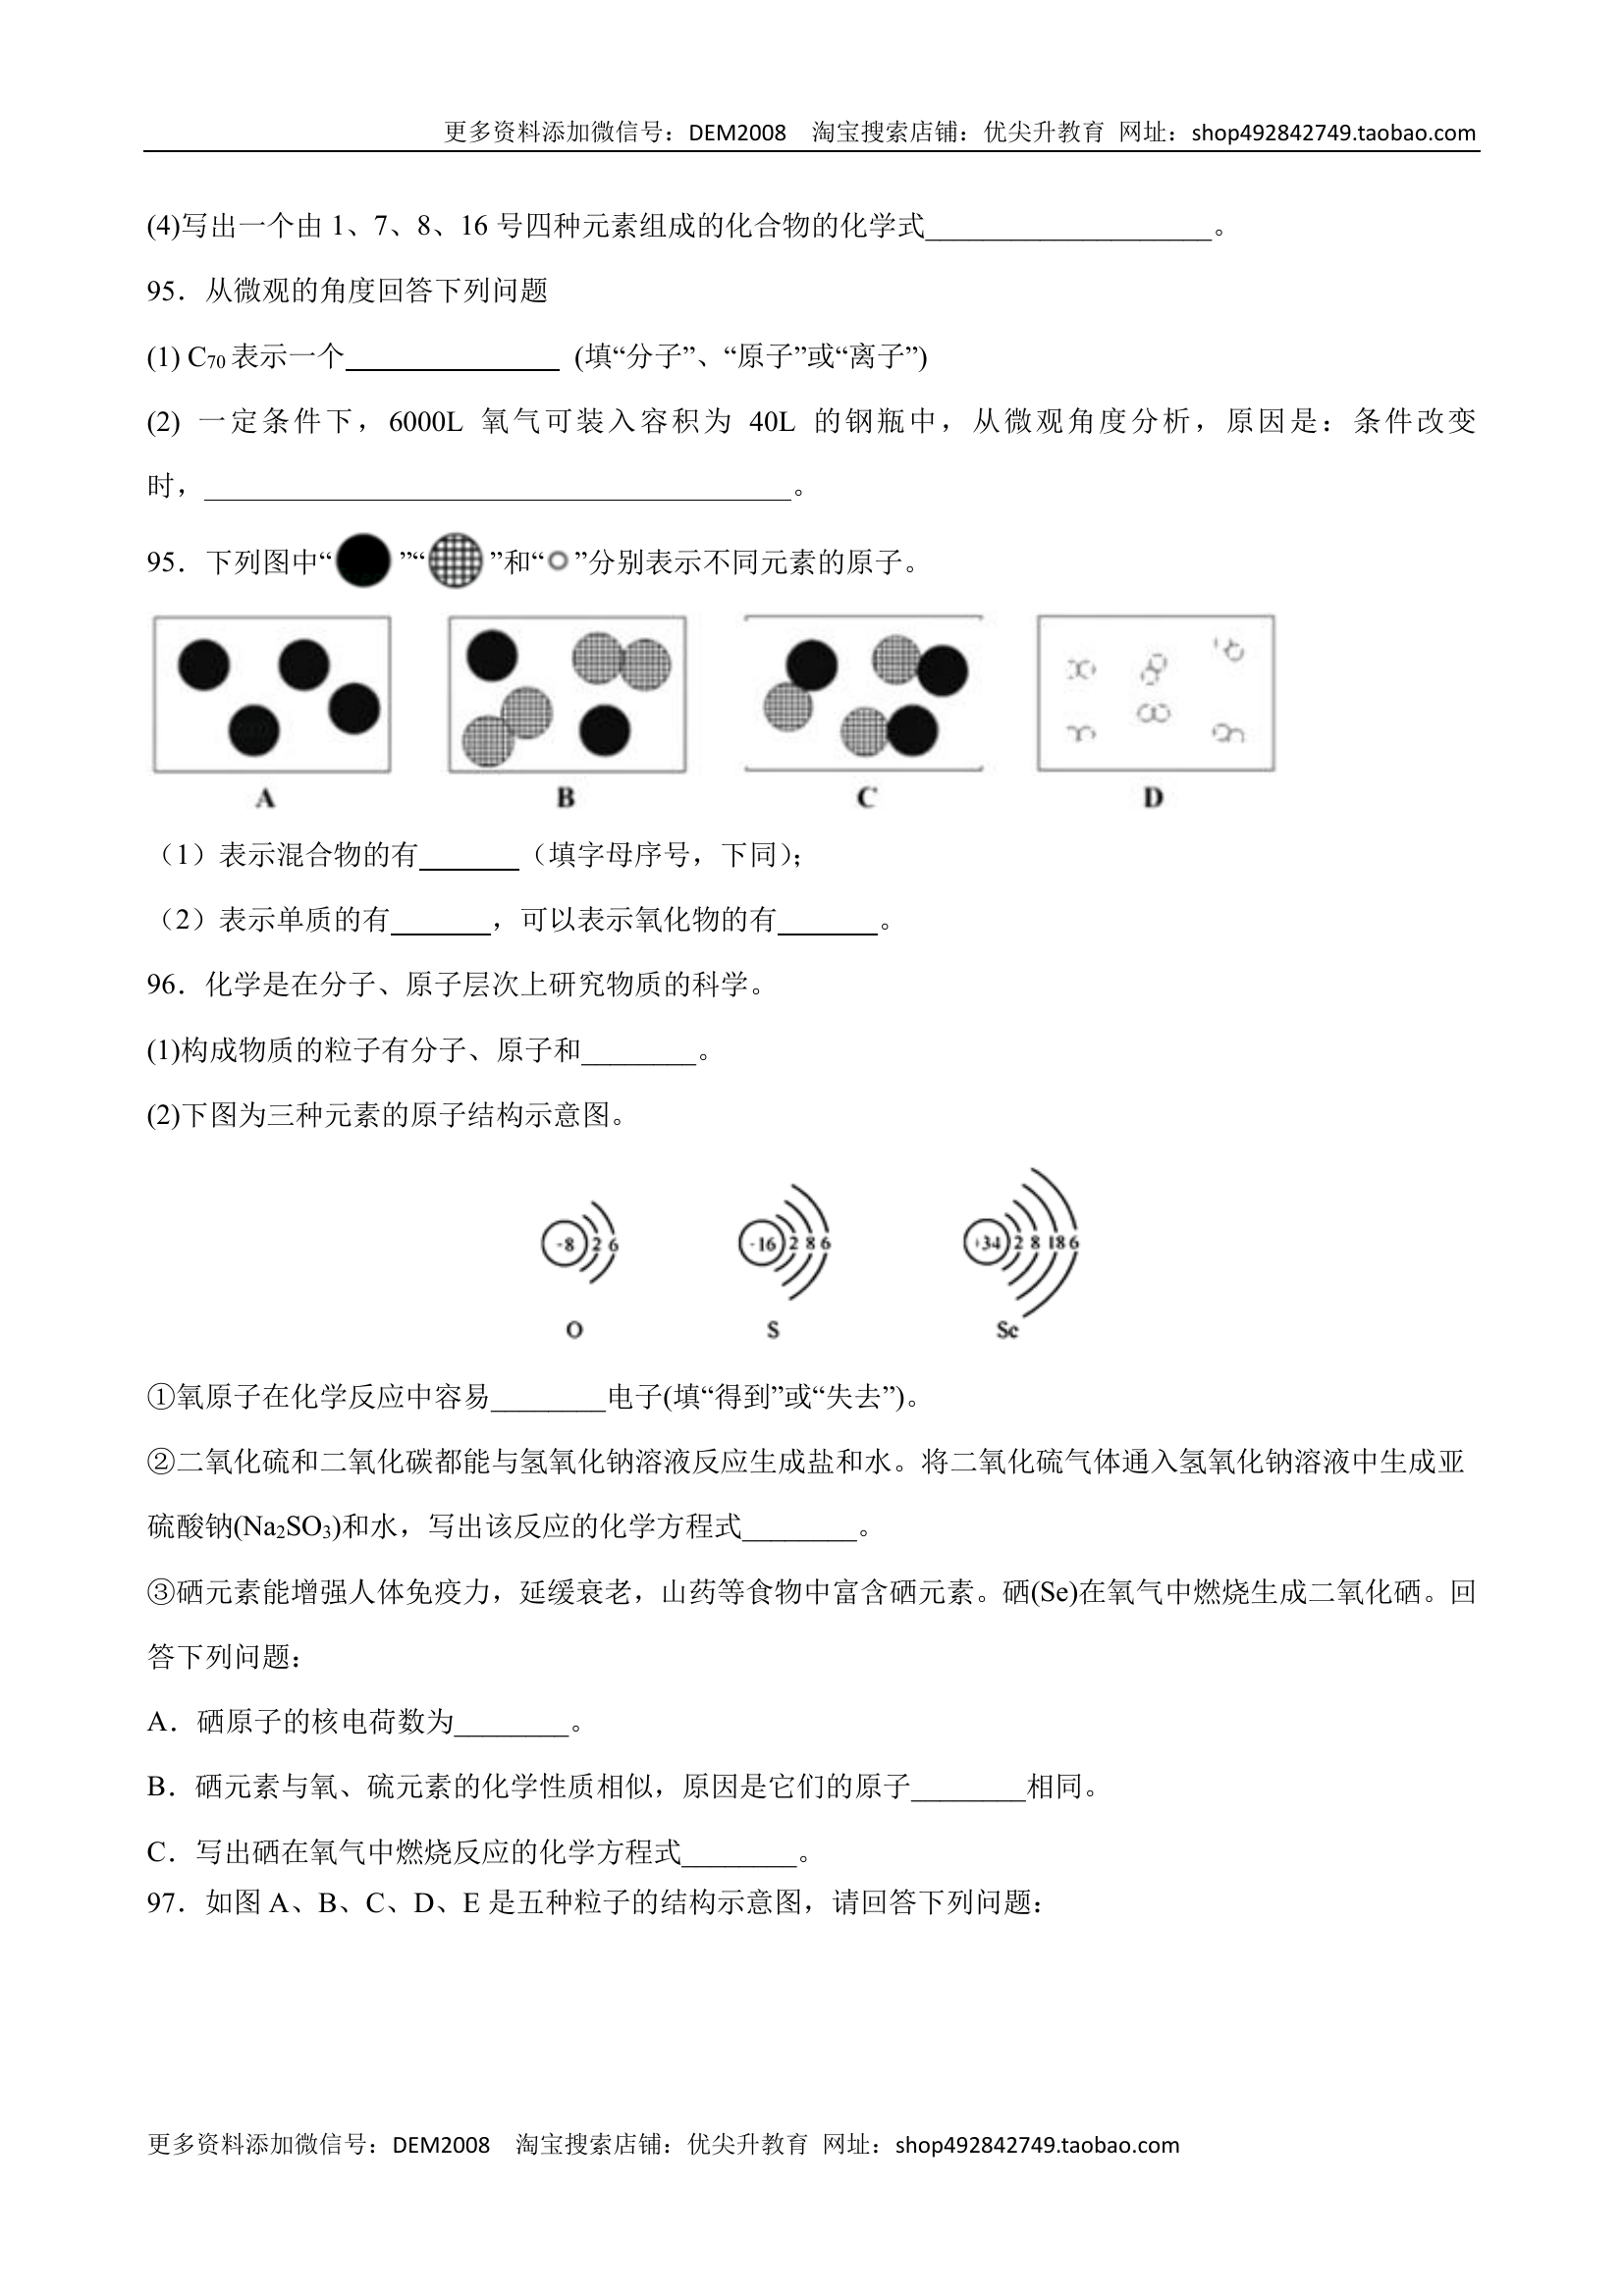 更多资料添加微信号：DEM2008 淘宝搜索店铺：优尖升教育 网址：shop492842749.taobao.com
(4)写出一个由 1、7、8、16 号四种元素组成的化合物的化学式____________________。
95．从微观的角度回答下列问题
(1) C₇₀ 表示一个_______________ (填“分子”、“原子”或“离子”)
(2) 一定条件下，6000L 氧气可装入容积为 40L 的钢瓶中，从微观角度分析，原因是：条件改变
时，_________________________________________。
95．下列图中“ ”“ ”和“ ”分别表示不同元素的原子。
A B C D
（1）表示混合物的有_______（填字母序号，下同）；
（2）表示单质的有_______，可以表示氧化物的有_______。
96．化学是在分子、原子层次上研究物质的科学。
(1)构成物质的粒子有分子、原子和________。
(2)下图为三种元素的原子结构示意图。
-8 2 6 -16 2 8 6 +34 2 8 18 6
O S Se
①氧原子在化学反应中容易________电子(填“得到”或“失去”)。
②二氧化硫和二氧化碳都能与氢氧化钠溶液反应生成盐和水。将二氧化硫气体通入氢氧化钠溶液中生成亚
硫酸钠(Na₂SO₃)和水，写出该反应的化学方程式________。
③硒元素能增强人体免疫力，延缓衰老，山药等食物中富含硒元素。硒(Se)在氧气中燃烧生成二氧化硒。回
答下列问题：
A．硒原子的核电荷数为________。
B．硒元素与氧、硫元素的化学性质相似，原因是它们的原子________相同。
C．写出硒在氧气中燃烧反应的化学方程式________。
97．如图 A、B、C、D、E 是五种粒子的结构示意图，请回答下列问题：
更多资料添加微信号：DEM2008 淘宝搜索店铺：优尖升教育 网址：shop492842749.taobao.com